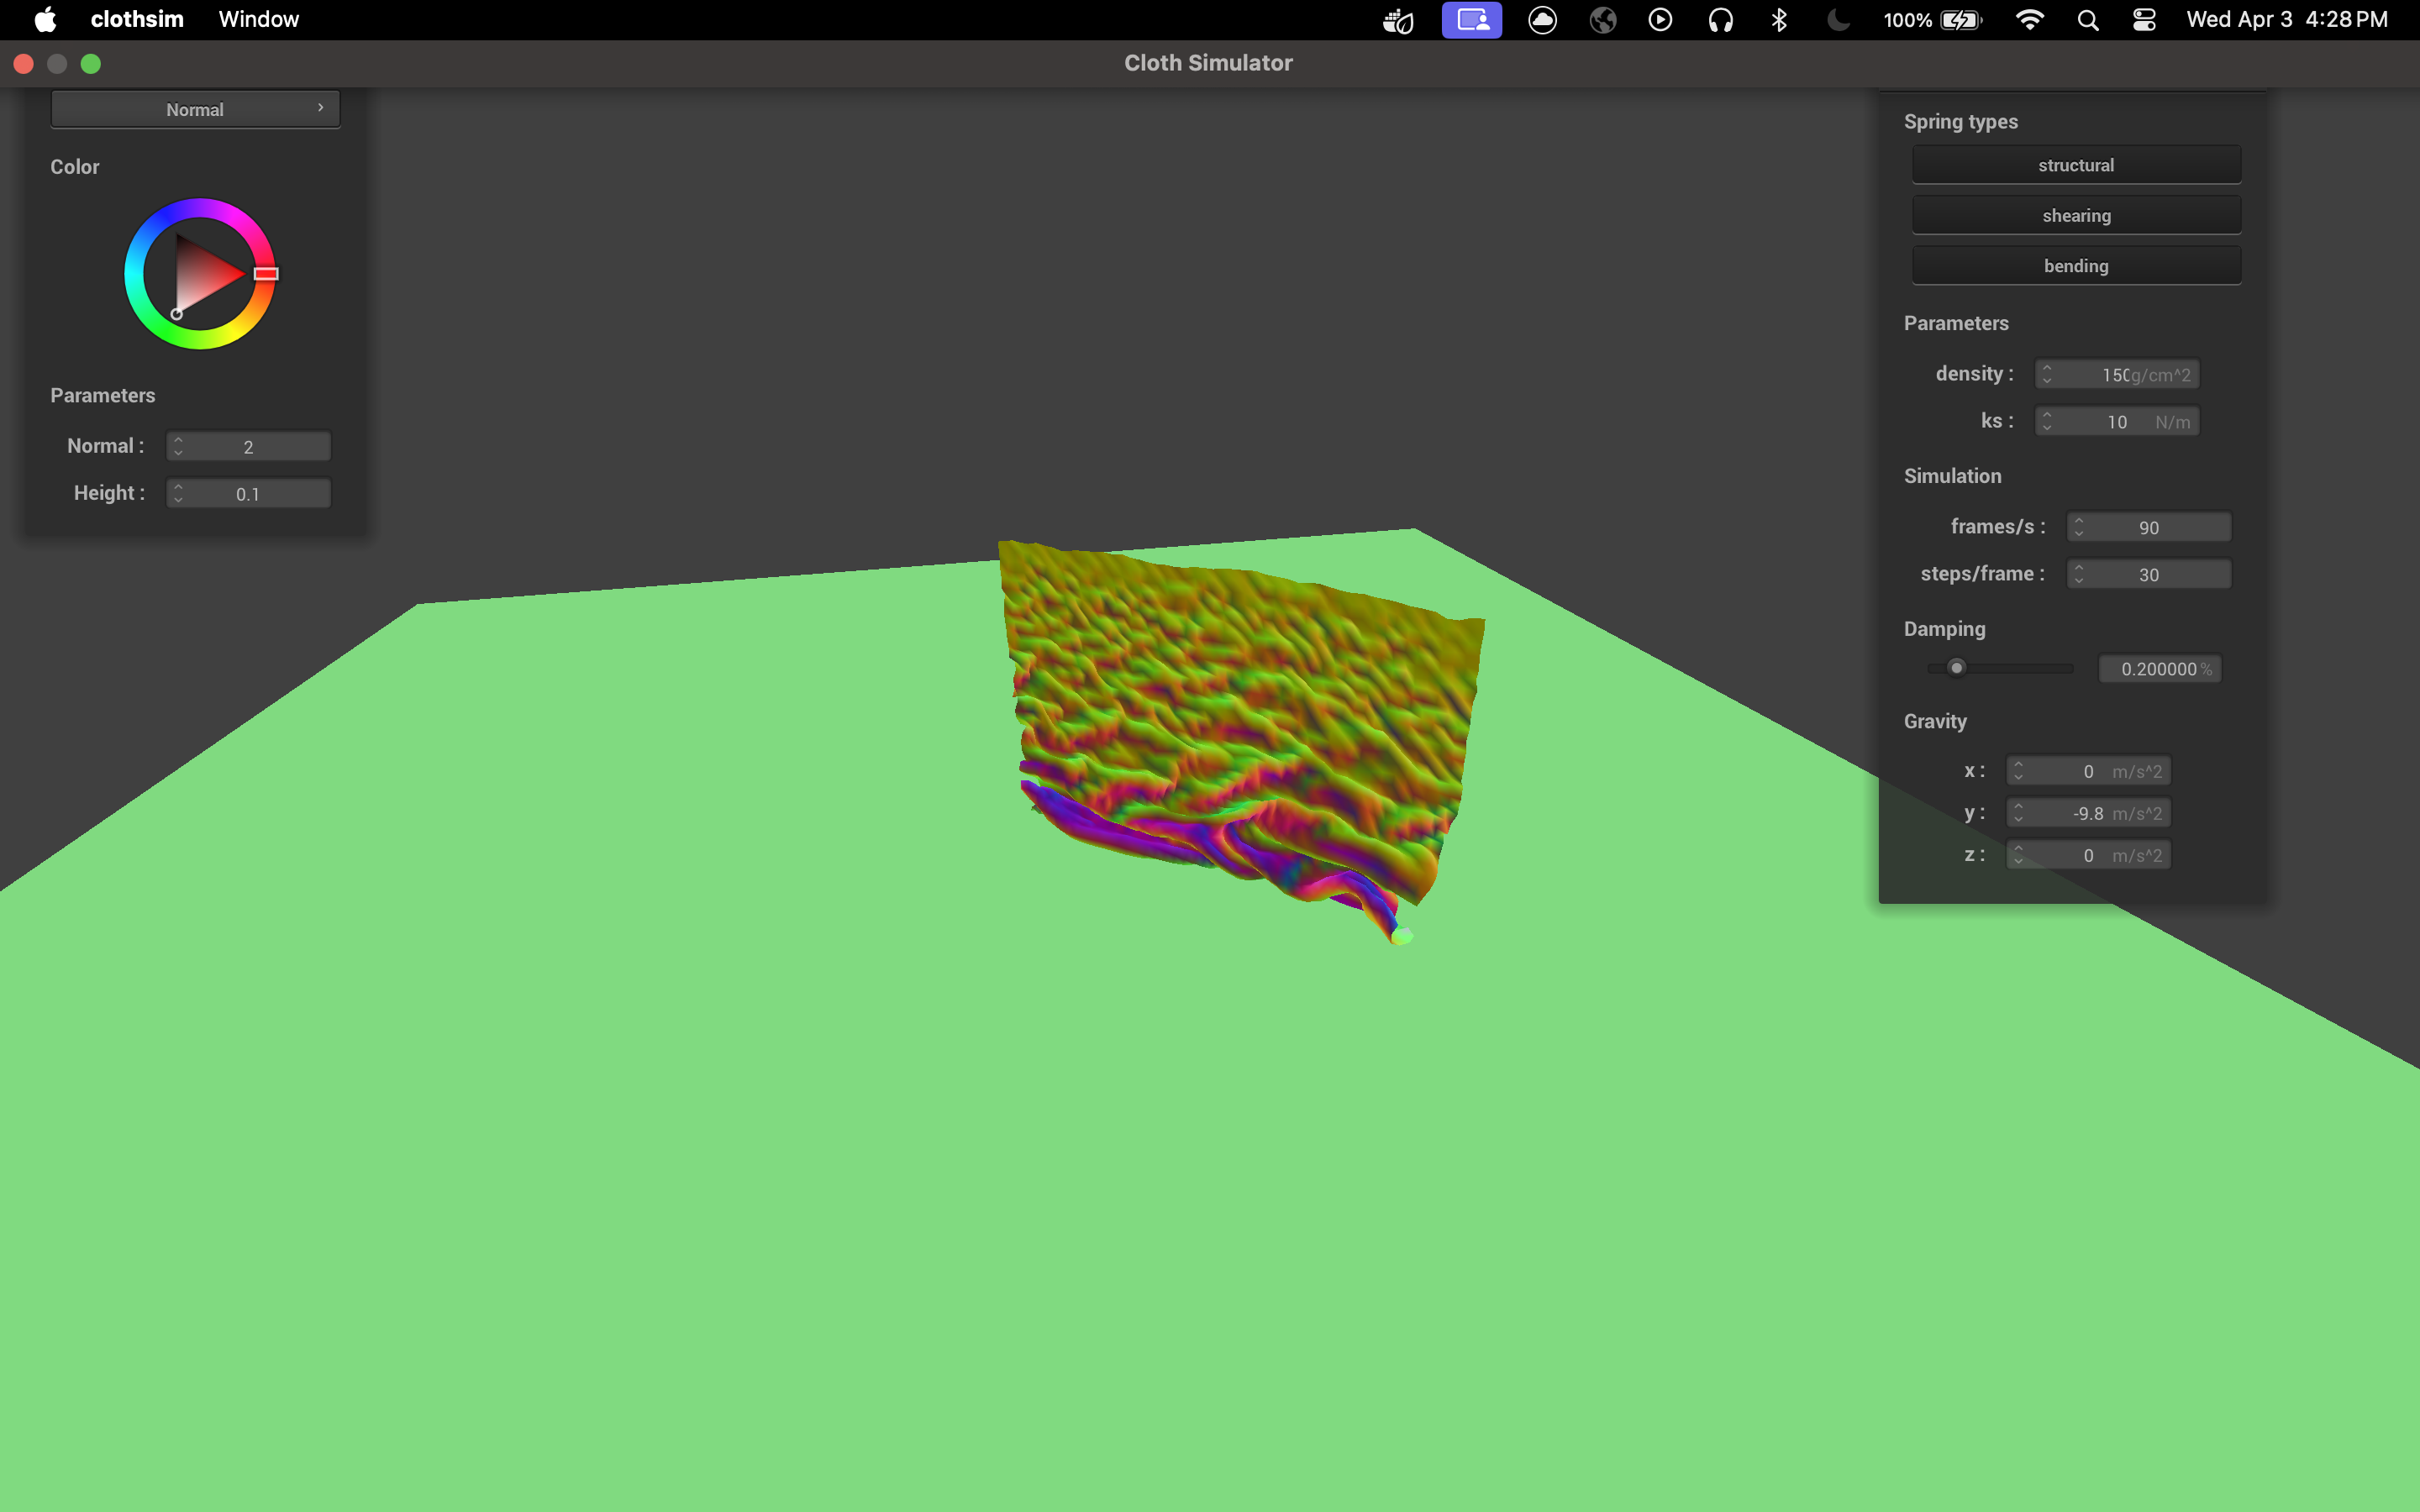 clothsim Window 100% Wed Apr 3 4:28 PM
Cloth Simulator
Normal
Color
Parameters
Normal : 2
Height : 0.1
Spring types
structural
shearing
bending
Parameters
density : g/cm^2
ks : 10 N/m
Simulation
frames/s : 90
steps/frame : 30
Damping
0.200000 %
Gravity
x : 0 m/s^2
y : -9.8 m/s^2
z : 0 m/s^2